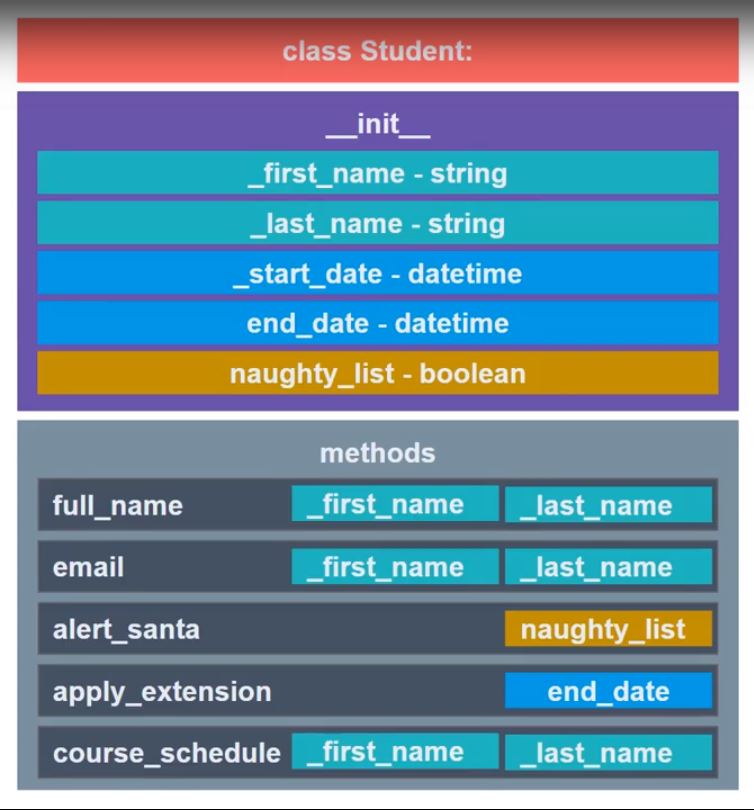 class Student:
__init__
_first_name - string
_last_name - string
_start_date - datetime
end_date - datetime
naughty_list - boolean
methods
full_name _first_name _last_name
email _first_name _last_name
alert_santa naughty_list
apply_extension end_date
course_schedule _first_name _last_name